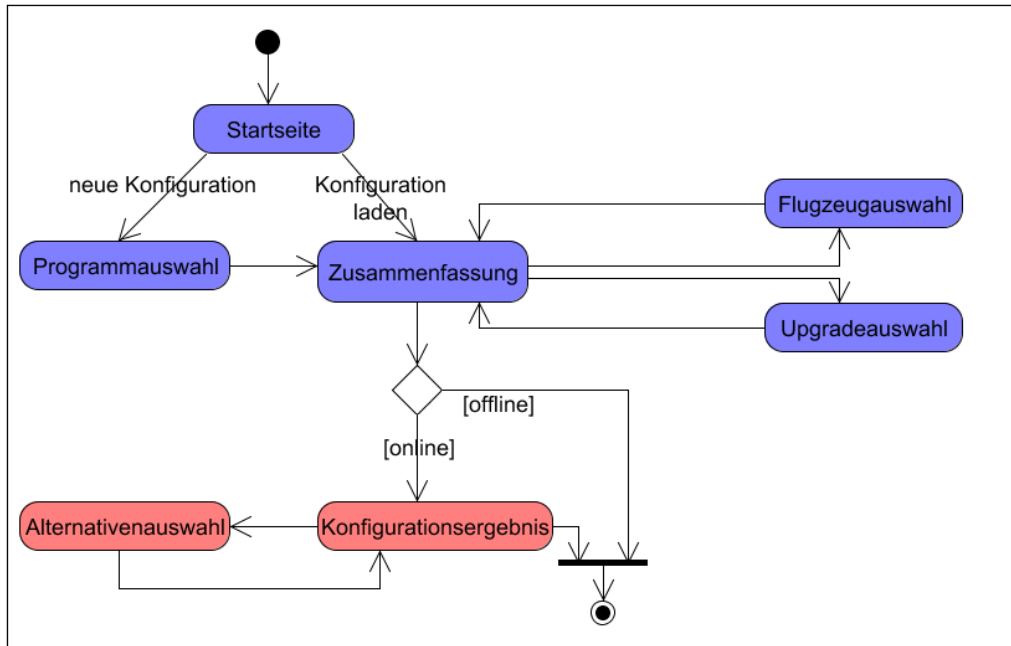 Startseite
neue Konfiguration
Konfiguration
laden
Flugzeugauswahl
Programmauswahl
Zusammenfassung
Upgradeauswahl
[offline]
[online]
Alternativenauswahl
Konfigurationsergebnis